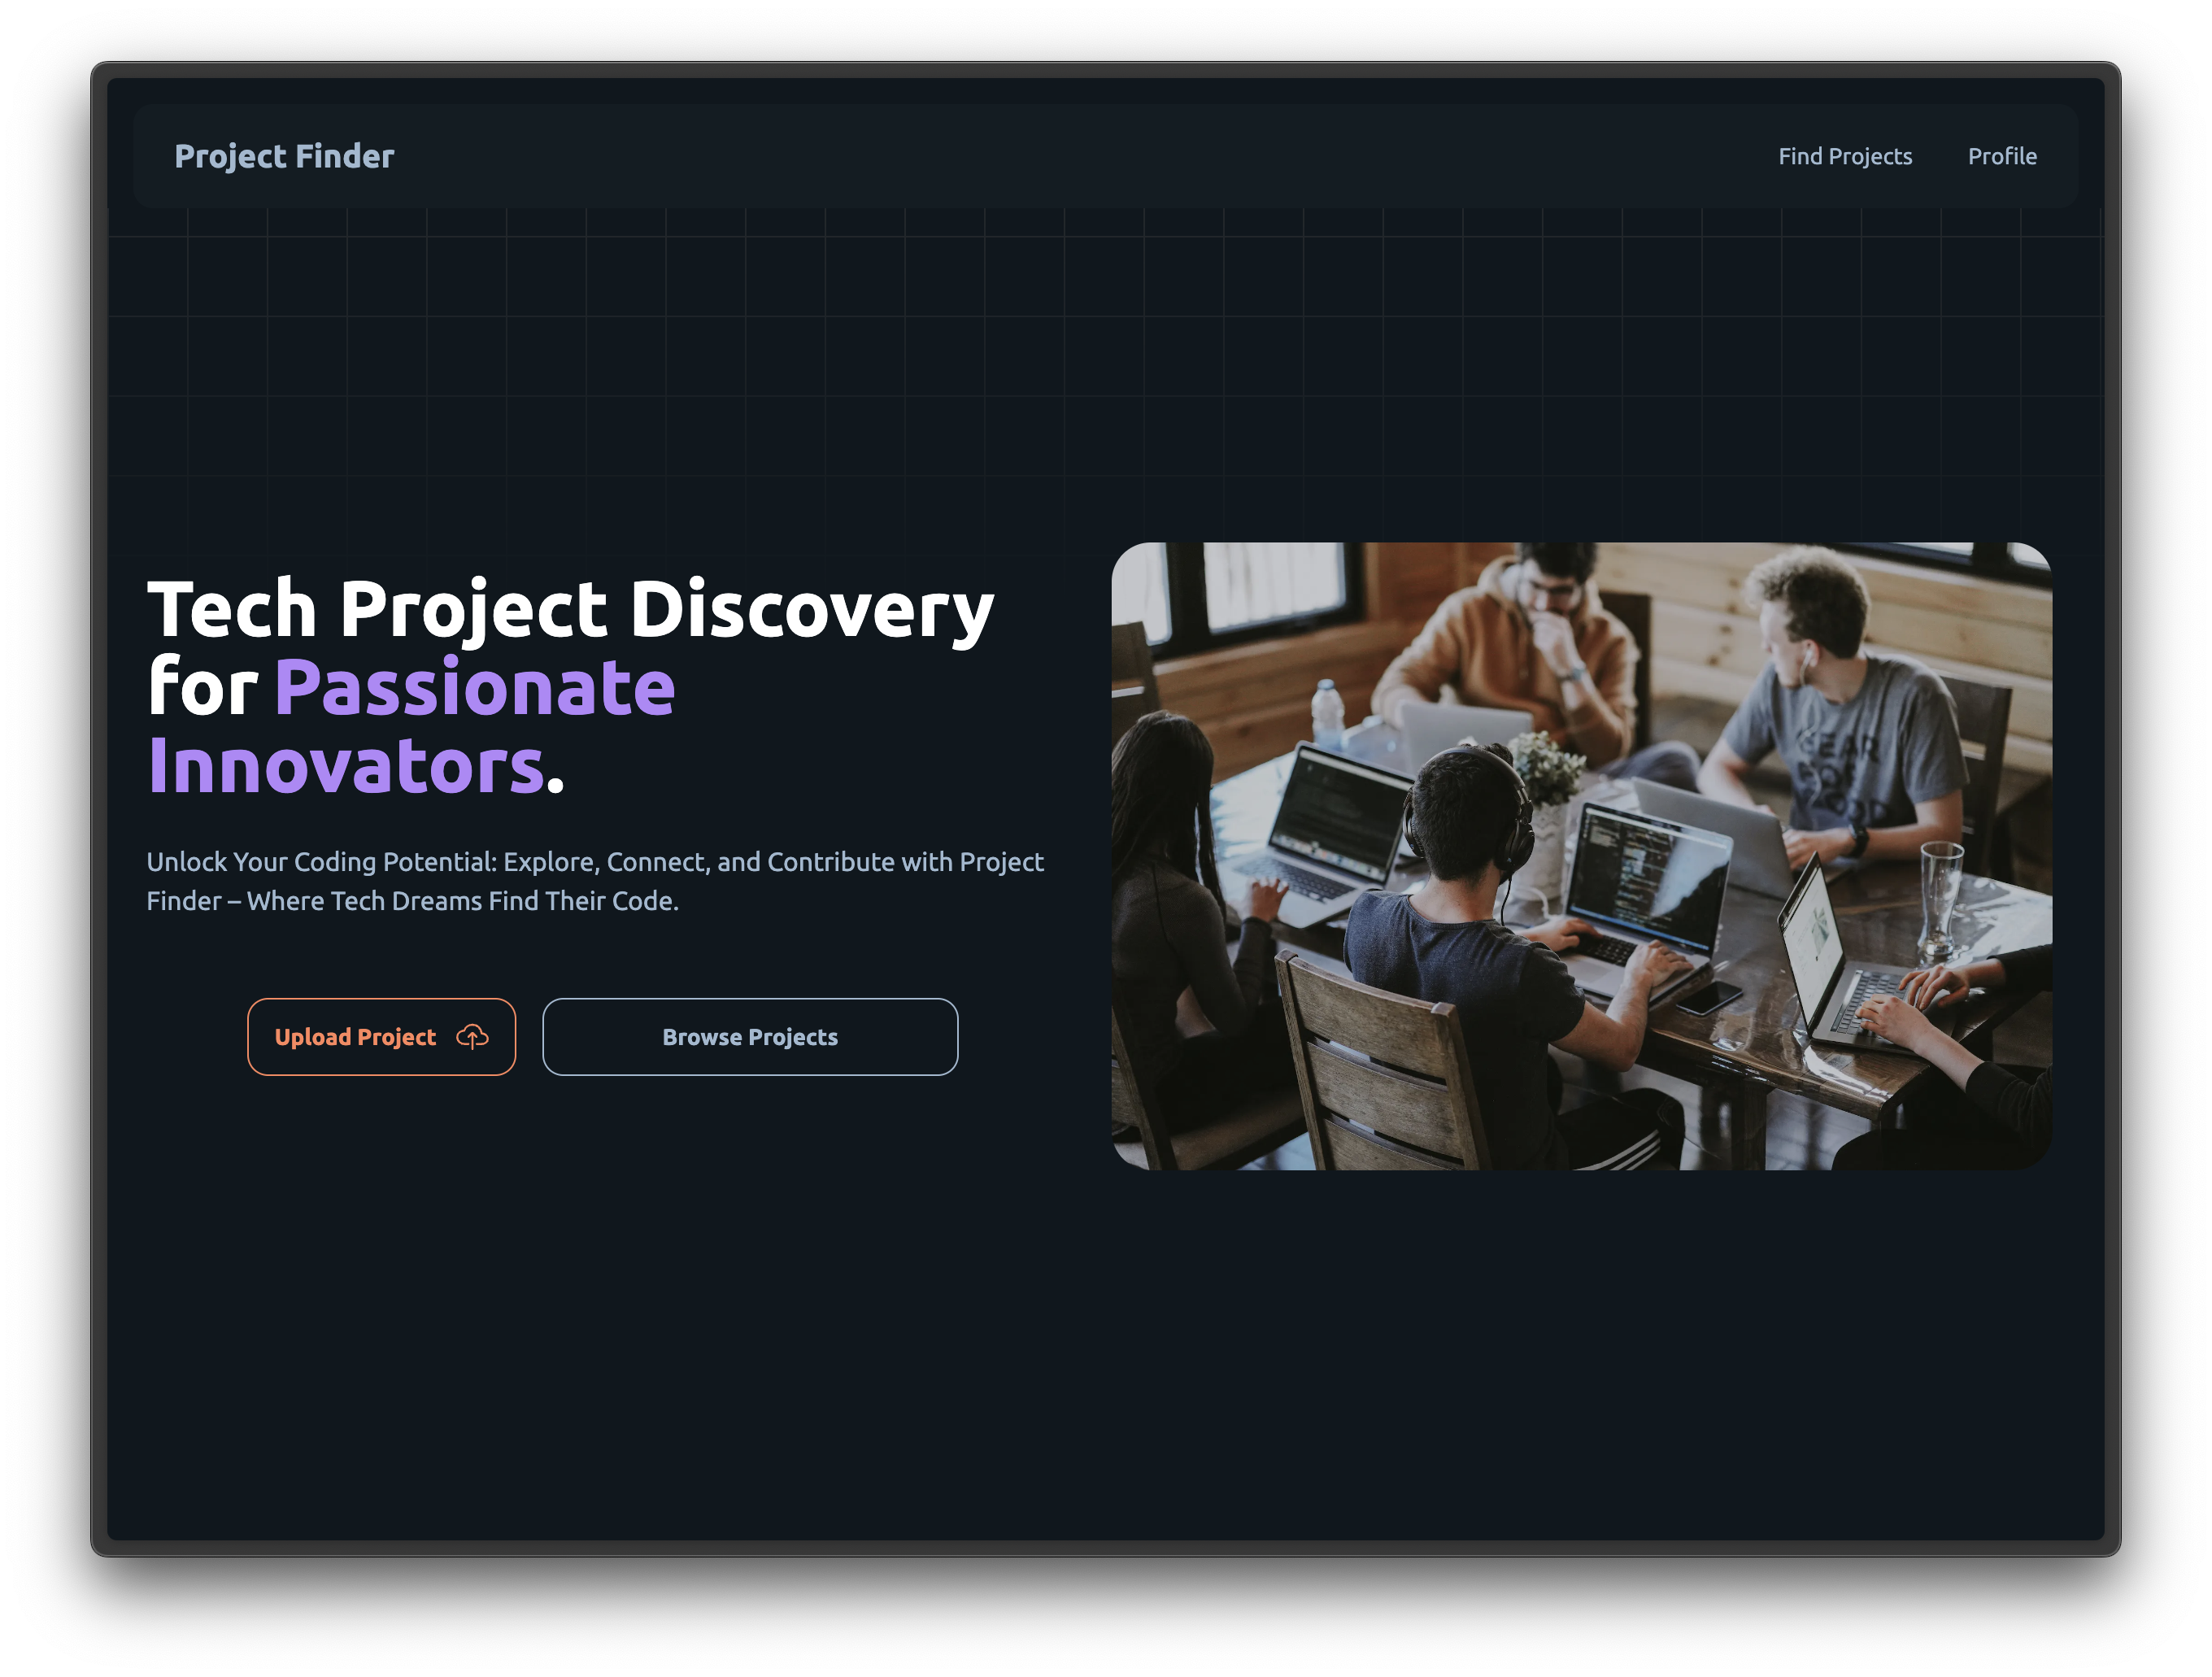 Project Finder
Find Projects
Profile
Tech Project Discovery
for Passionate
Innovators.
Unlock Your Coding Potential: Explore, Connect, and Contribute with Project
Finder – Where Tech Dreams Find Their Code.
Upload Project
Browse Projects